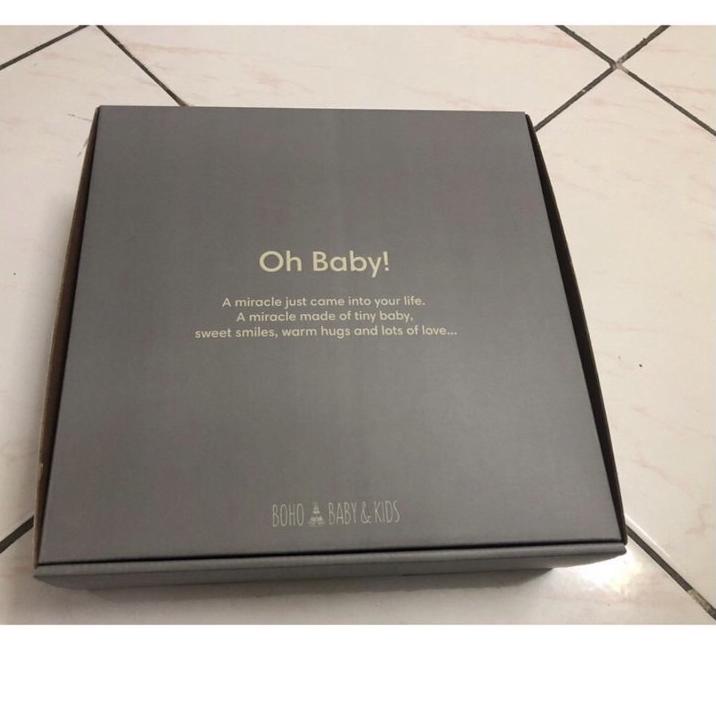 Oh Baby!
A miracle just came into your life.
A miracle made of tiny baby,
sweet smiles, warm hugs and lots of love...
BOHO BABY & KIDS